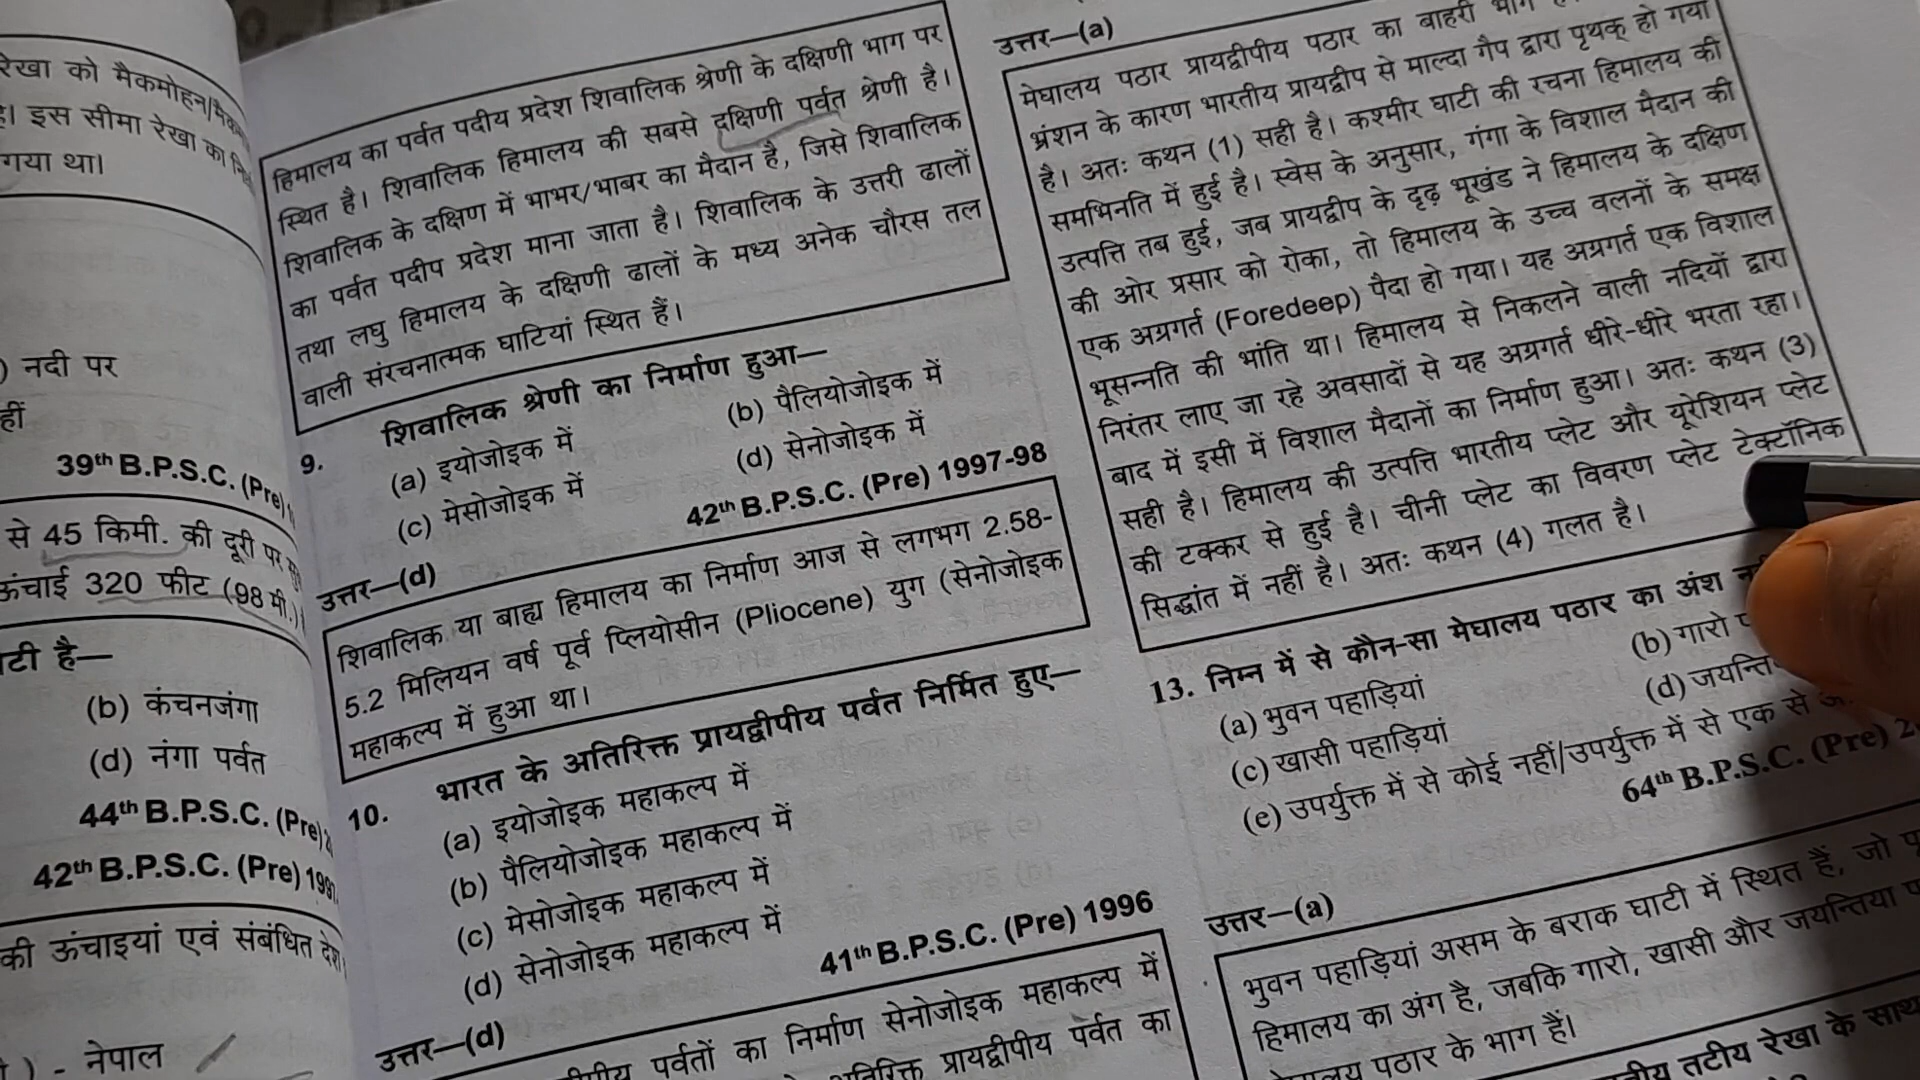 रेखा को मैकमोहन/मैक
है। इस सीमा रेखा का
गया था।
) नदी पर
हीं
39th B.P.S.C. (Pre)
से 45 किमी. की दूरी पर
ऊंचाई 320 फीट (98 मी.)
टी है—
(b) कंचनजंगा
(d) नंगा पर्वत
44th B.P.S.C. (Pre)
42th B.P.S.C. (Pre) 199
की ऊंचाइयां एवं संबंधित देश
) - नेपाल
हिमालय का पर्वत पदीय प्रदेश शिवालिक श्रेणी के दक्षिणी भाग पर
स्थित है। शिवालिक हिमालय की सबसे दक्षिणी पर्वत श्रेणी है।
शिवालिक के दक्षिण में भाभर/भाबर का मैदान है, जिसे शिवालिक
का पर्वत पदीप प्रदेश माना जाता है। शिवालिक के उत्तरी ढालों
तथा लघु हिमालय के दक्षिणी ढालों के मध्य अनेक चौरस तल
वाली संरचनात्मक घाटियां स्थित हैं।
9. शिवालिक श्रेणी का निर्माण हुआ—
(a) इयोजोइक में (b) पैलियोजोइक में
(c) मेसोजोइक में (d) सेनोजोइक में
42th B.P.S.C. (Pre) 1997-98
उत्तर—(d)
शिवालिक या बाह्य हिमालय का निर्माण आज से लगभग 2.58-
5.2 मिलियन वर्ष पूर्व प्लियोसीन (Pliocene) युग (सेनोजोइक
महाकल्प में हुआ था।
10. भारत के अतिरिक्त प्रायद्वीपीय पर्वत निर्मित हुए—
(a) इयोजोइक महाकल्प में
(b) पैलियोजोइक महाकल्प में
(c) मेसोजोइक महाकल्प में
(d) सेनोजोइक महाकल्प में
41th B.P.S.C. (Pre) 1996
उत्तर—(d)
पर्वतों का निर्माण सेनोजोइक महाकल्प में
प्रायद्वीपीय पर्वत का
उत्तर—(a)
मेघालय पठार प्रायद्वीपीय पठार का बाहरी भाग
भ्रंशन के कारण भारतीय प्रायद्वीप से माल्दा गैप द्वारा पृथक् हो गया
है। अतः कथन (1) सही है। कश्मीर घाटी की रचना हिमालय की
समभिनति में हुई है। स्वेस के अनुसार, गंगा के विशाल मैदान की
उत्पत्ति तब हुई, जब प्रायद्वीप के दृढ़ भूखंड ने हिमालय के दक्षिण
की ओर प्रसार को रोका, तो हिमालय के उच्च वलनों के समक्ष
एक अग्रगर्त (Foredeep) पैदा हो गया। यह अग्रगर्त एक विशाल
भूसन्नति की भांति था। हिमालय से निकलने वाली नदियों द्वारा
निरंतर लाए जा रहे अवसादों से यह अग्रगर्त धीरे-धीरे भरता रहा।
बाद में इसी में विशाल मैदानों का निर्माण हुआ। अतः कथन (3)
सही है। हिमालय की उत्पत्ति भारतीय प्लेट और यूरेशियन प्लेट
की टक्कर से हुई है। चीनी प्लेट का विवरण प्लेट टेक्टॉनिक
सिद्धांत में नहीं है। अतः कथन (4) गलत है।
13. निम्न में से कौन-सा मेघालय पठार का अंश
(a) भुवन पहाड़ियां (b) गारो
(c) खासी पहाड़ियां (d) जयन्ति
(e) उपर्युक्त में से कोई नहीं/उपर्युक्त में से एक से
64th B.P.S.C. (Pre) 2
उत्तर—(a)
भुवन पहाड़ियां असम के बराक घाटी में स्थित हैं, जो
हिमालय का अंग है, जबकि गारो, खासी और जयन्तिया
पठार के भाग हैं।
तटीय रेखा के साथ